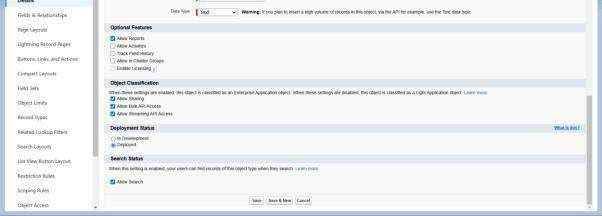 Details
Fields & Relationships
Page Layouts
Lightning Record Pages
Buttons, Links, and Actions
Compact Layouts
Field Sets
Object Limits
Record Types
Related Lookup Filters
Search Layouts
List View Button Layout
Restriction Rules
Scoping Rules
Object Access
Data Type Text Warning: If you plan to insert a high volume of records in this object, via the API for example, use the Text data type.
Optional Features
Allow Reports
Allow Activities
Track Field History
Allow in Chatter Groups
Enable Licensing i
Object Classification
When these settings are enabled, this object is classified as an Enterprise Application object. When these settings are disabled, this object is classified as a Light Application object. Learn more.
Allow Sharing
Allow Bulk API Access
Allow Streaming API Access
Deployment Status What is this?
In Development
Deployed
Search Status
When this setting is enabled, your users can find records of this object type when they search. Learn more.
Allow Search
Save Save & New Cancel